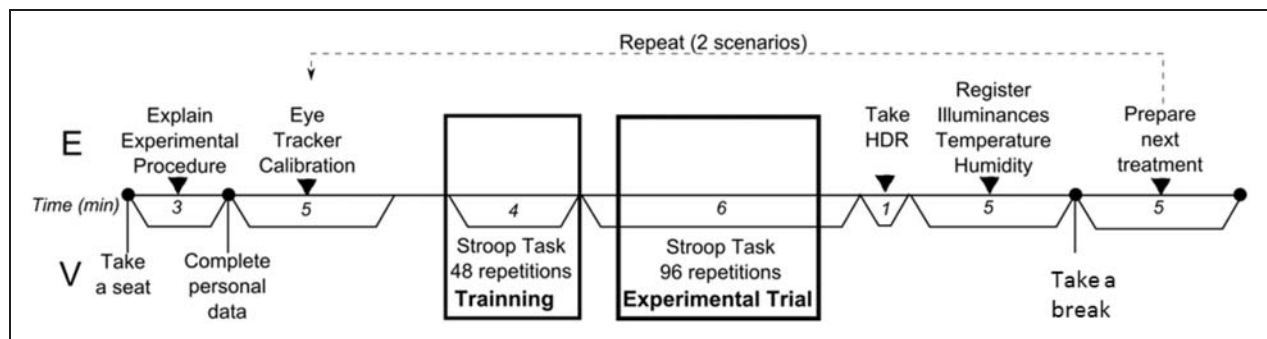 Repeat (2 scenarios)
E
Explain
Experimental
Procedure
Eye
Tracker
Calibration
Take
HDR
Register
Illuminances
Temperature
Humidity
Prepare
next
treatment
Time (min)
3
5
4
6
1
5
5
V
Take
a seat
Complete
personal
data
Stroop Task
48 repetitions
Trainning
Stroop Task
96 repetitions
Experimental Trial
Take a
break